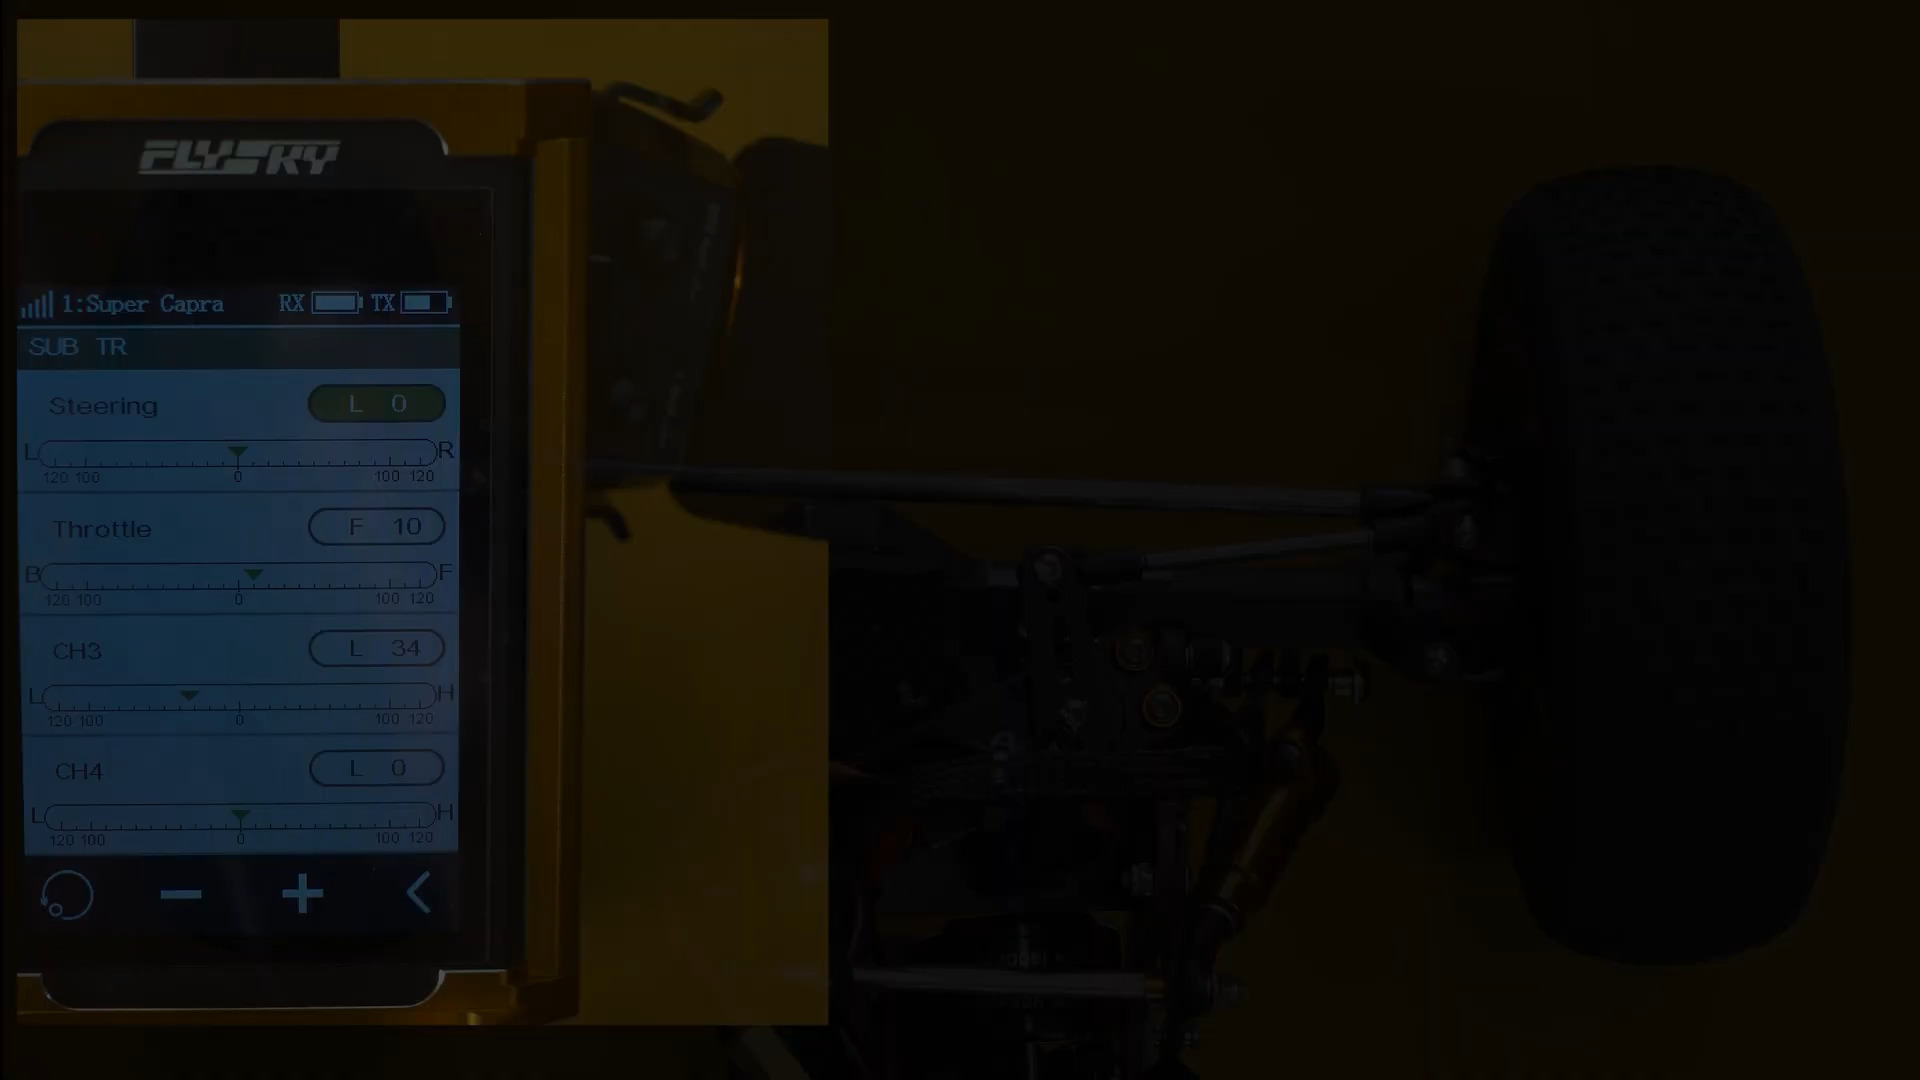 FLYSKY
1:Super Capra RX TX
SUB TR
Steering L 0
L R
120 100 0 100 120
Throttle F 10
B F
120 100 0 100 120
CH3 L 34
L H
120 100 0 100 120
CH4 L 0
L H
120 100 0 100 120